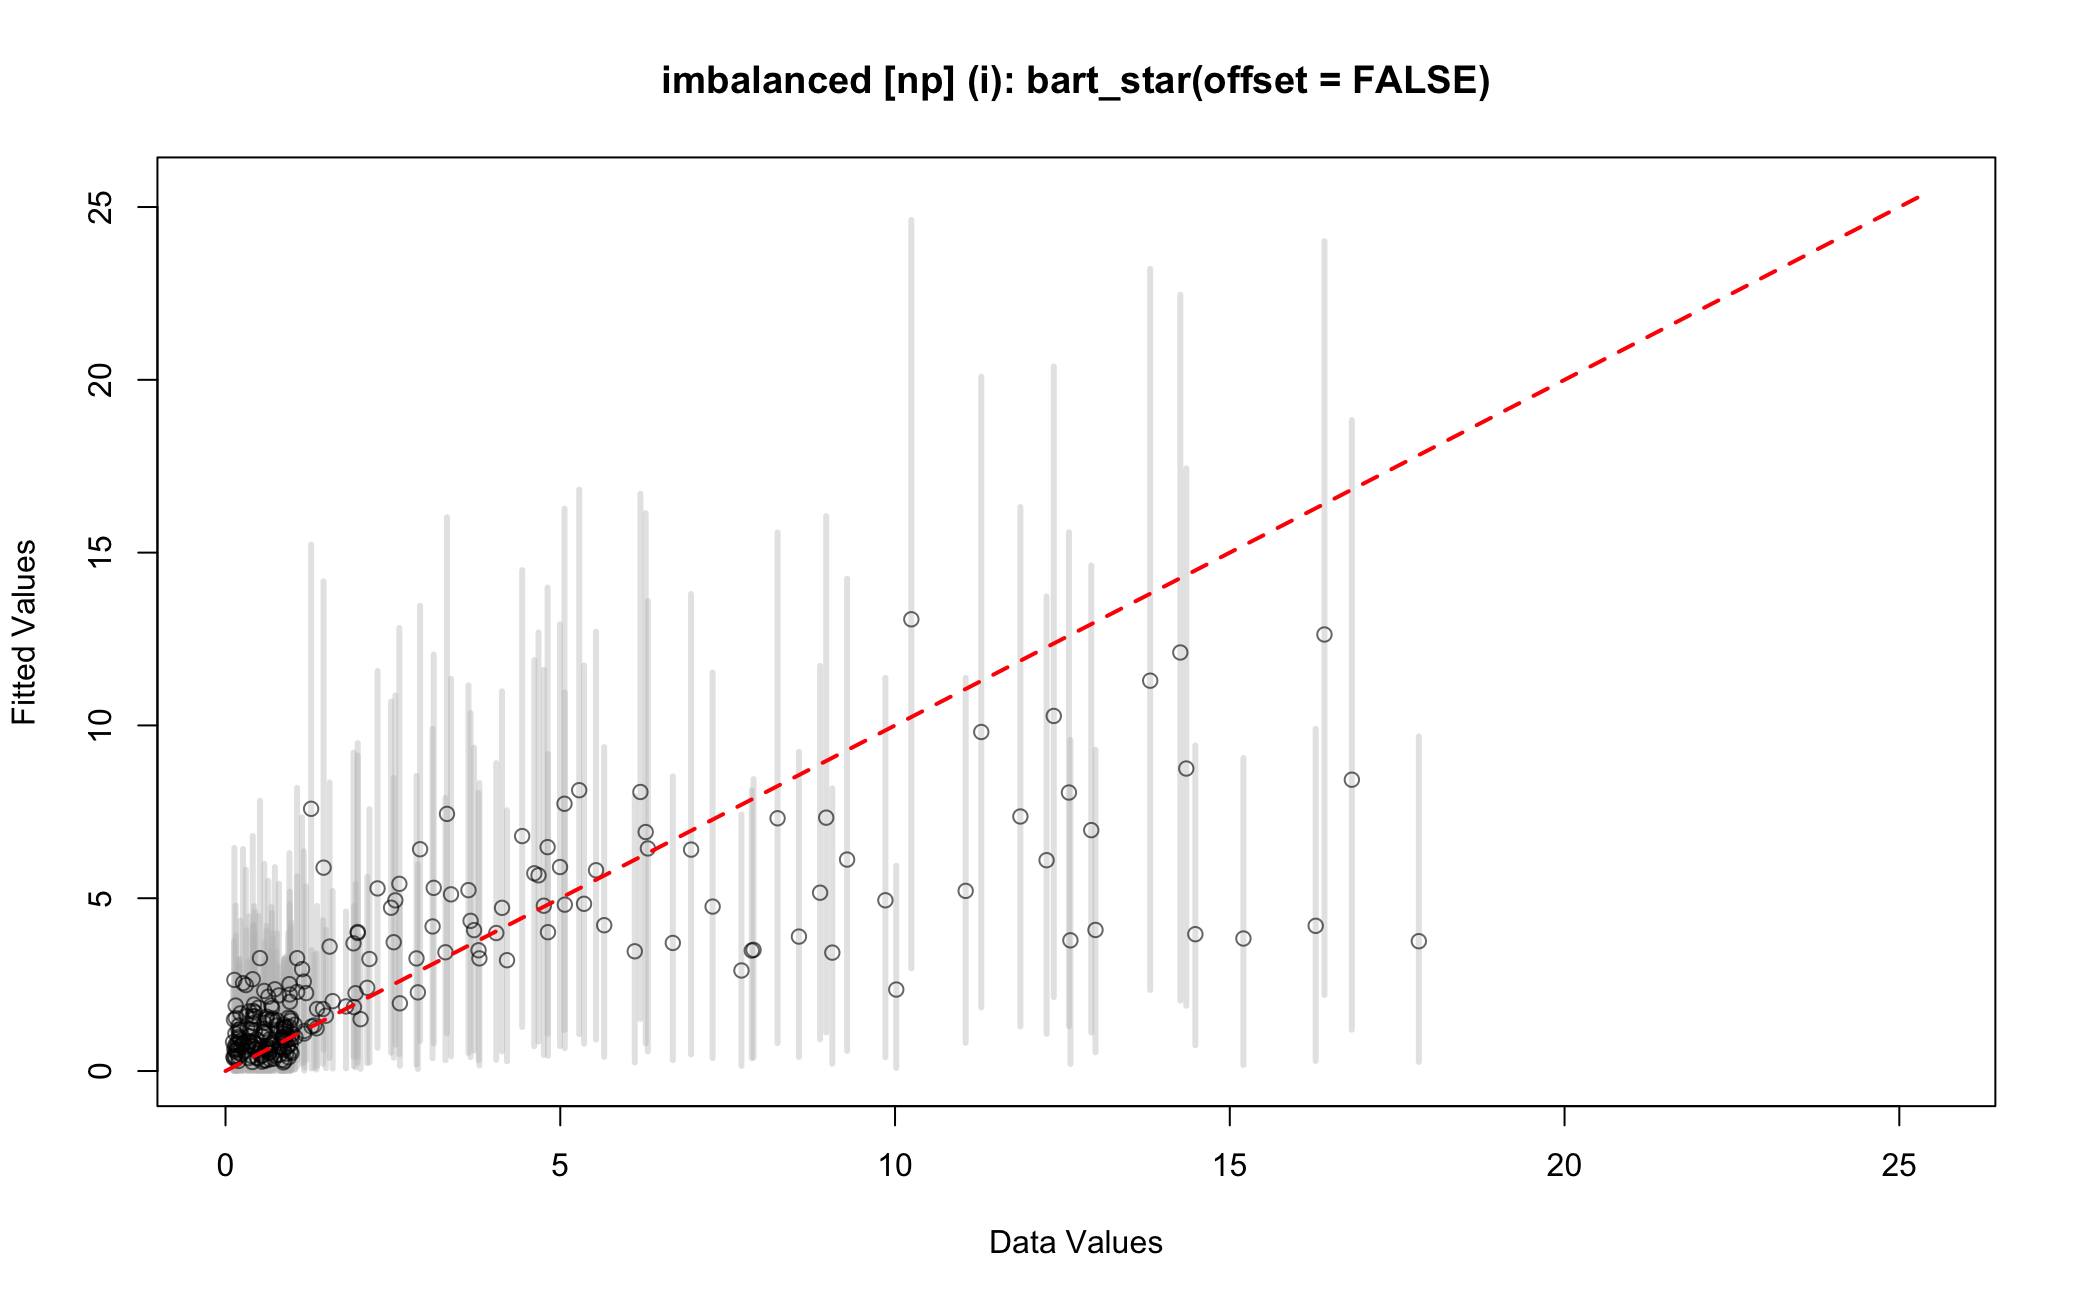 imbalanced [np] (i): bart_star(offset = FALSE)
Fitted Values
25
20
15
10
5
0
0 5 10 15 20 25
Data Values